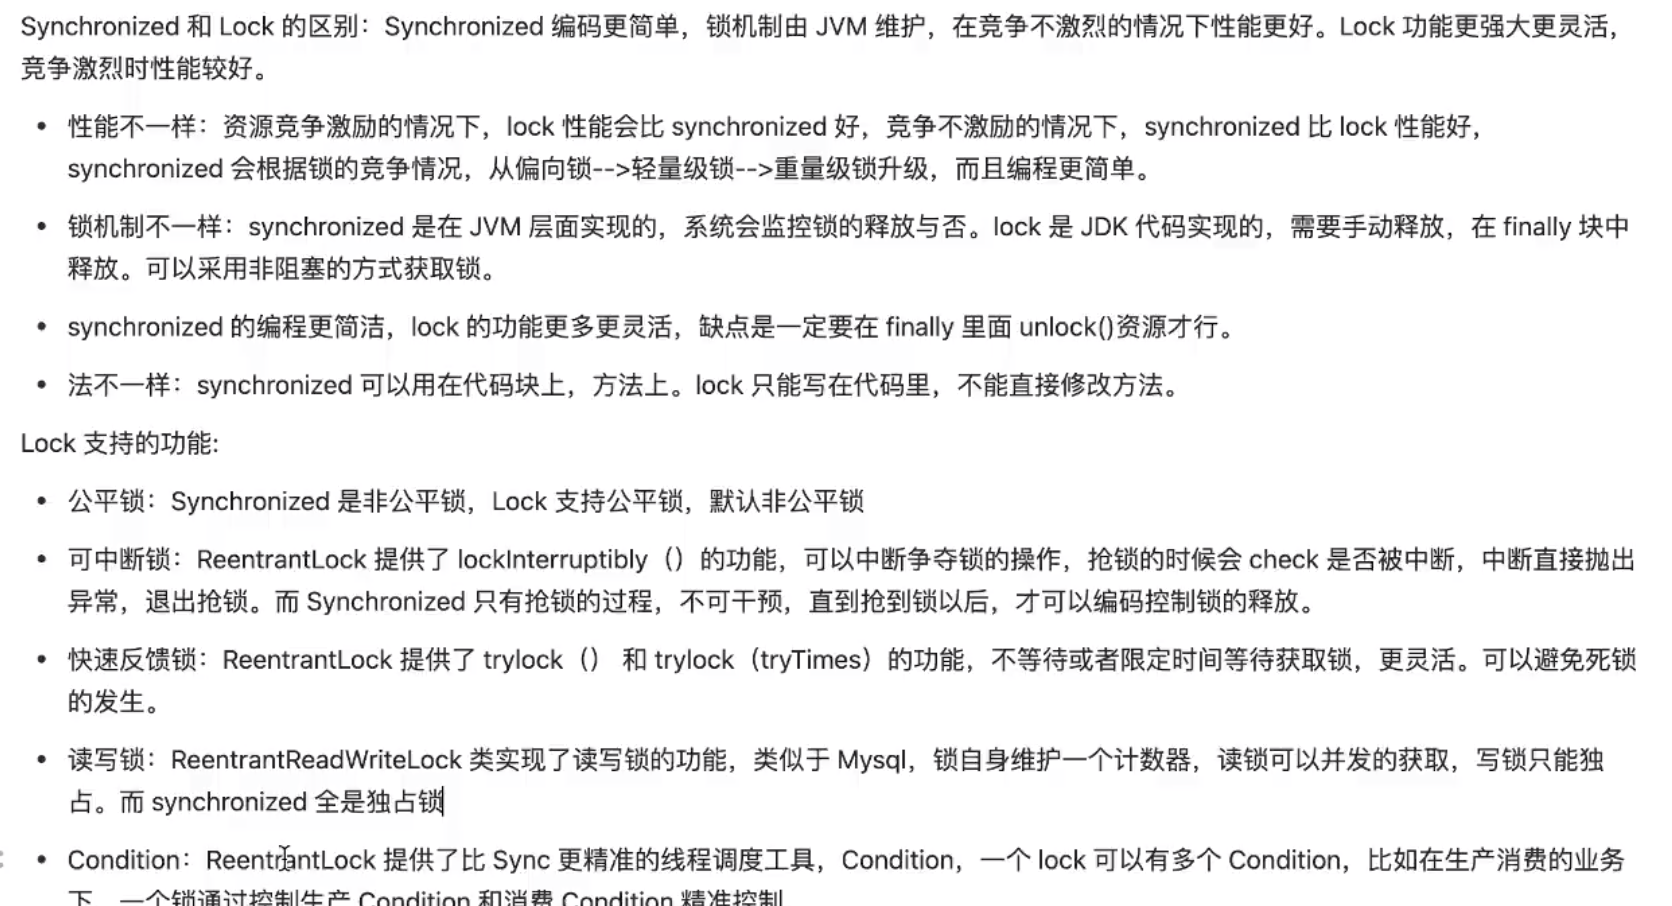 Synchronized 和 Lock 的区别：Synchronized 编码更简单，锁机制由 JVM 维护，在竞争不激烈的情况下性能更好。Lock 功能更强大更灵活，
竞争激烈时性能较好。
• 性能不一样：资源竞争激励的情况下，lock 性能会比 synchronized 好，竞争不激励的情况下，synchronized 比 lock 性能好，
synchronized 会根据锁的竞争情况，从偏向锁-->轻量级锁-->重量级锁升级，而且编程更简单。
• 锁机制不一样：synchronized 是在 JVM 层面实现的，系统会监控锁的释放与否。lock 是 JDK 代码实现的，需要手动释放，在 finally 块中
释放。可以采用非阻塞的方式获取锁。
• synchronized 的编程更简洁，lock 的功能更多更灵活，缺点是一定要在 finally 里面 unlock()资源才行。
• 法不一样：synchronized 可以用在代码块上，方法上。lock 只能写在代码里，不能直接修改方法。
Lock 支持的功能:
• 公平锁：Synchronized 是非公平锁，Lock 支持公平锁，默认非公平锁
• 可中断锁：ReentrantLock 提供了 lockInterruptibly（）的功能，可以中断争夺锁的操作，抢锁的时候会 check 是否被中断，中断直接抛出
异常，退出抢锁。而 Synchronized 只有抢锁的过程，不可干预，直到抢到锁以后，才可以编码控制锁的释放。
• 快速反馈锁：ReentrantLock 提供了 trylock（） 和 trylock（tryTimes）的功能，不等待或者限定时间等待获取锁，更灵活。可以避免死锁
的发生。
• 读写锁：ReentrantReadWriteLock 类实现了读写锁的功能，类似于 Mysql，锁自身维护一个计数器，读锁可以并发的获取，写锁只能独
占。而 synchronized 全是独占锁
• Condition：ReentrantLock 提供了比 Sync 更精准的线程调度工具，Condition，一个 lock 可以有多个 Condition，比如在生产消费的业务
下，一个锁通过控制生产 Condition 和消费 Condition 精准控制